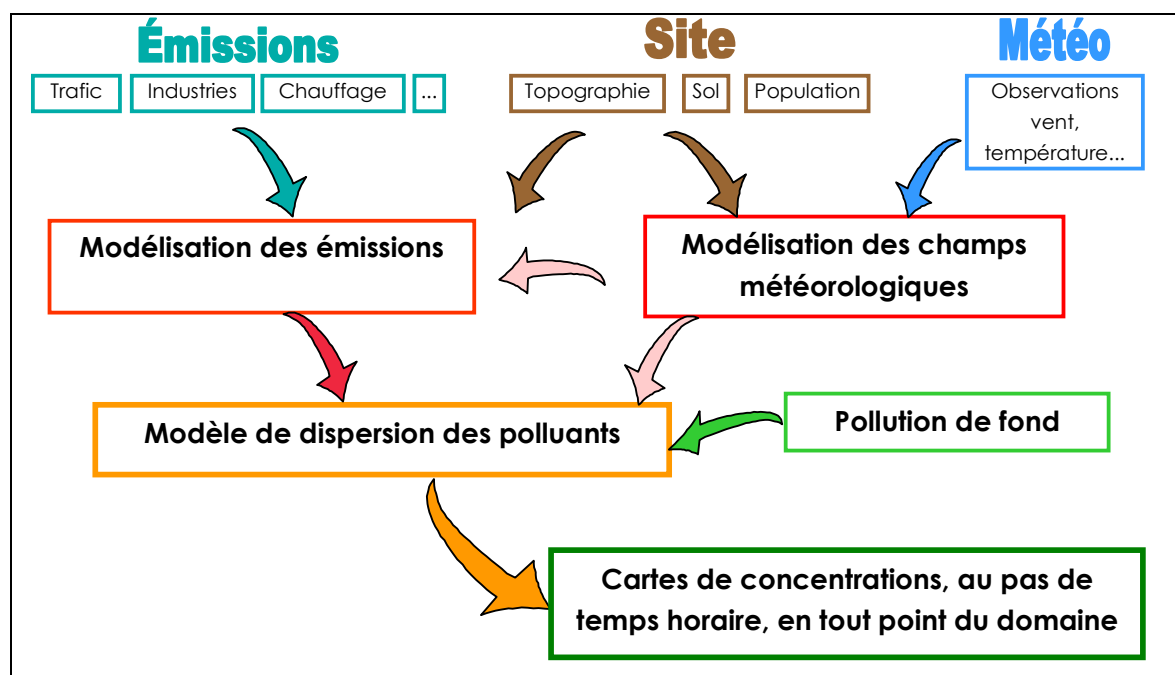 Émissions
Site
Météo
Trafic
Industries
Chauffage
...
Topographie
Sol
Population
Observations
vent,
température...
Modélisation des émissions
Modélisation des champs
météorologiques
Modèle de dispersion des polluants
Pollution de fond
Cartes de concentrations, au pas de
temps horaire, en tout point du domaine